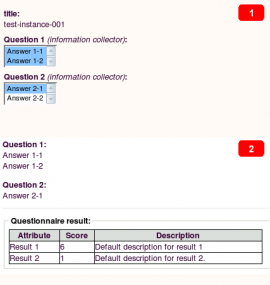 1
title:
test-instance-001
Question 1 (information collector):
Answer 1-1
Answer 1-2
Question 2 (information collector):
Answer 2-1
Answer 2-2
2
Question 1:
Answer 1-1
Answer 1-2
Question 2:
Answer 2-1
Questionnaire result:
Attribute Score Description
Result 1 6 Default description for result 1
Result 2 1 Default description for result 2.